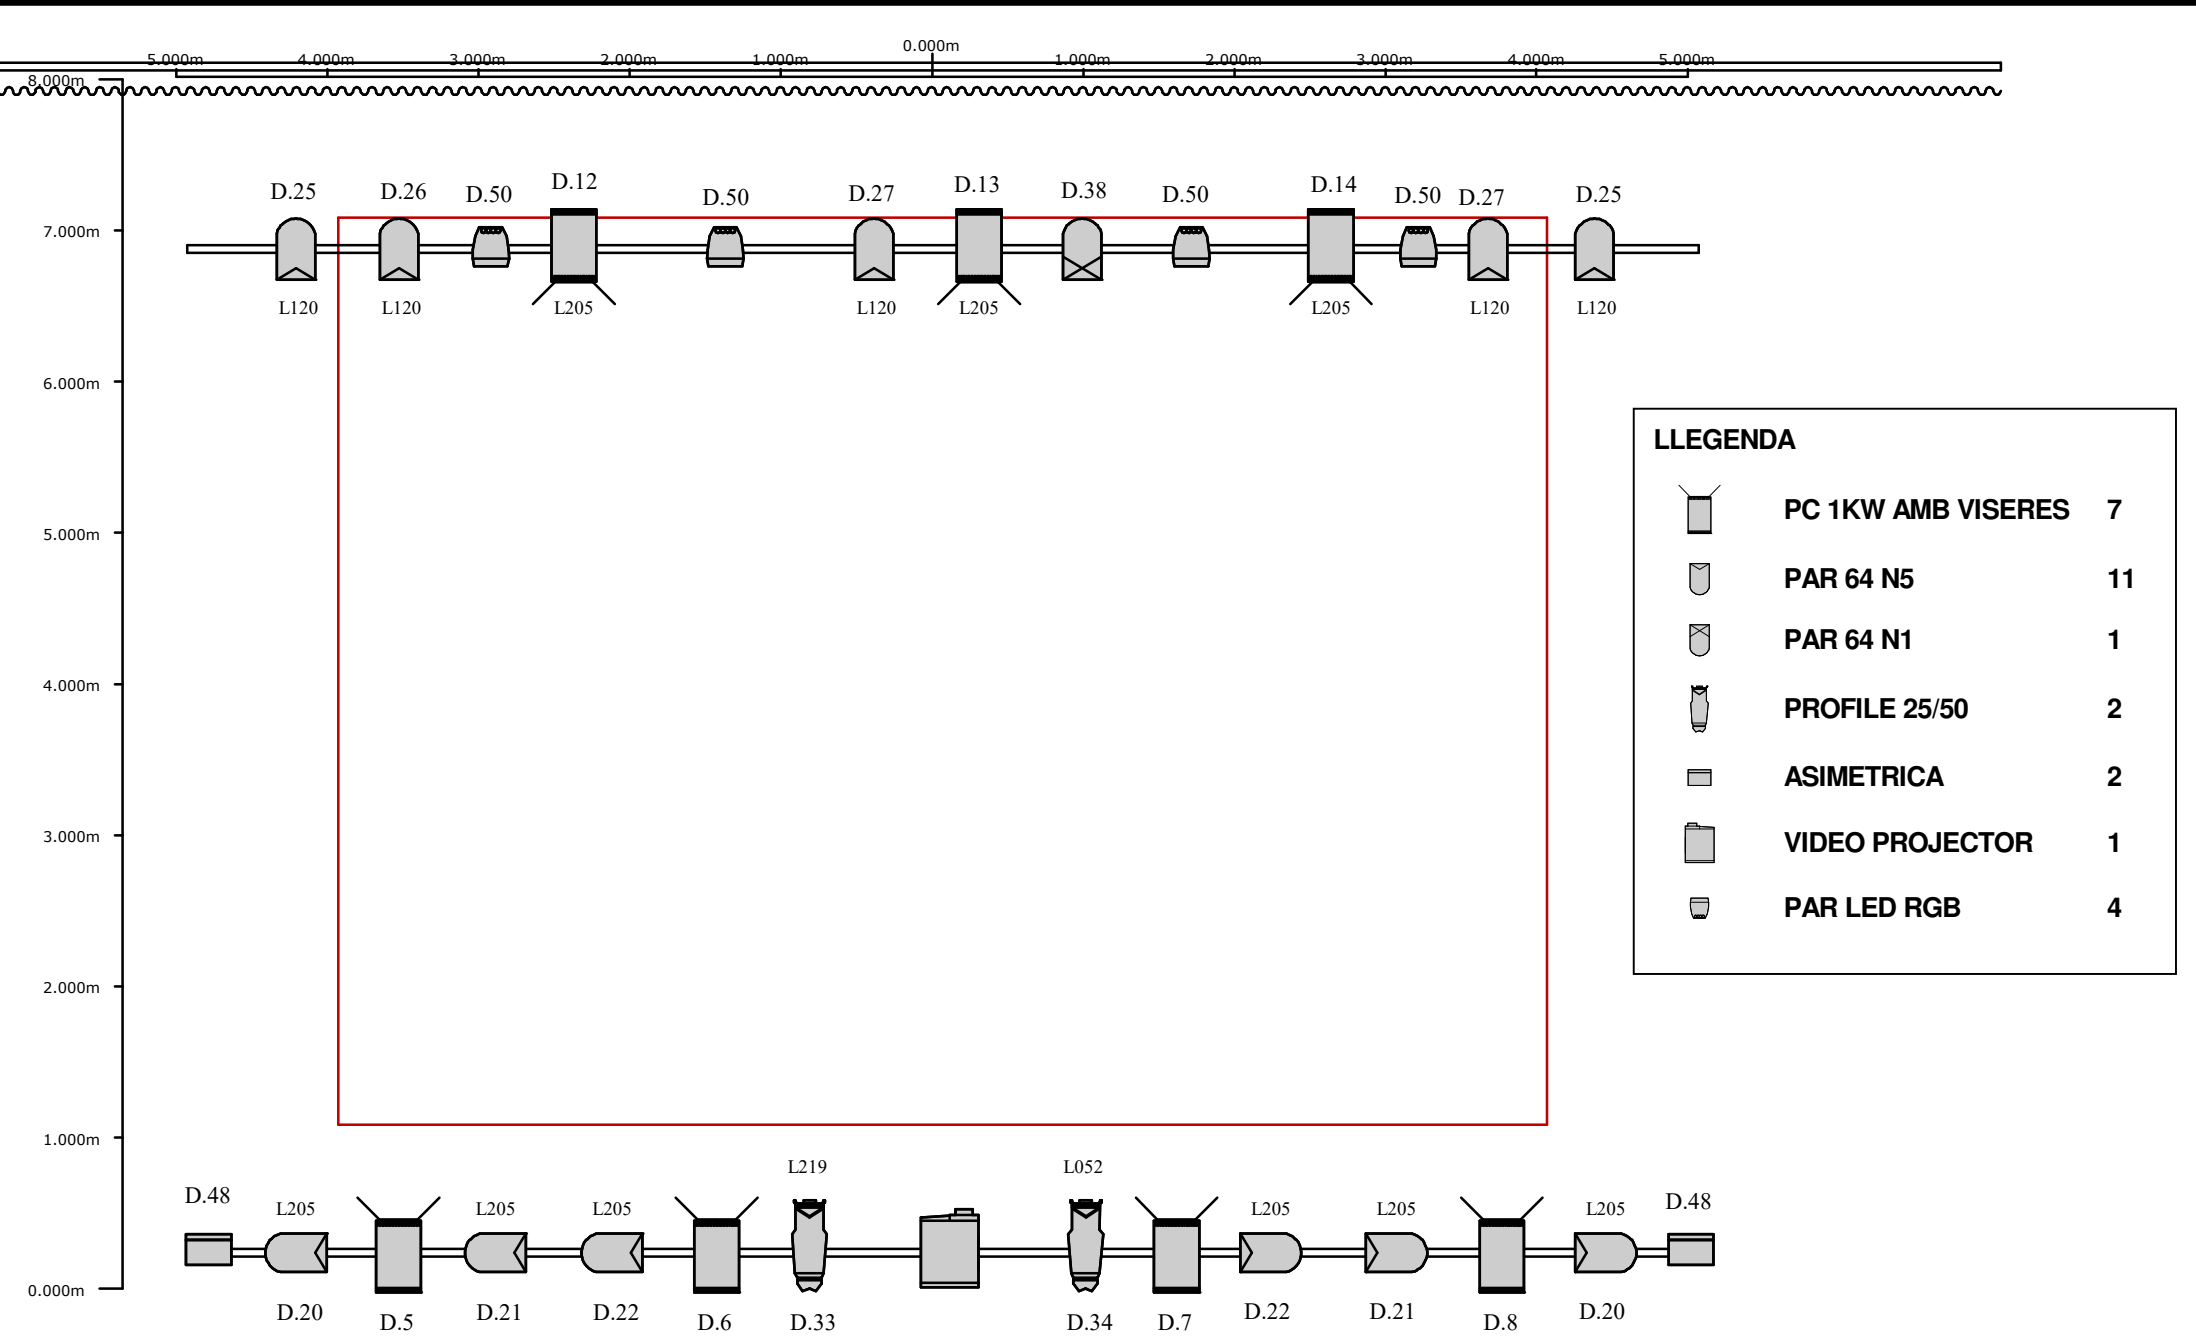 0.000m
5.000m 4.000m 3.000m 2.000m 1.000m 1.000m 2.000m 3.000m 4.000m 5.000m
8.000m
D.25 D.26 D.50 D.12 D.50 D.27 D.13 D.38 D.50 D.14 D.50 D.27 D.25
7.000m
L120 L120 L205 L120 L205 L205 L120 L120
6.000m
5.000m
4.000m
3.000m
2.000m
1.000m
LLEGENDA
PC 1KW AMB VISERES 7
PAR 64 N5 11
PAR 64 N1 1
PROFILE 25/50 2
ASIMETRICA 2
VIDEO PROJECTOR 1
PAR LED RGB 4
L219 L052
D.48 L205 L205 L205 L205 L205 L205 D.48
0.000m
D.20 D.5 D.21 D.22 D.6 D.33 D.34 D.7 D.22 D.21 D.8 D.20